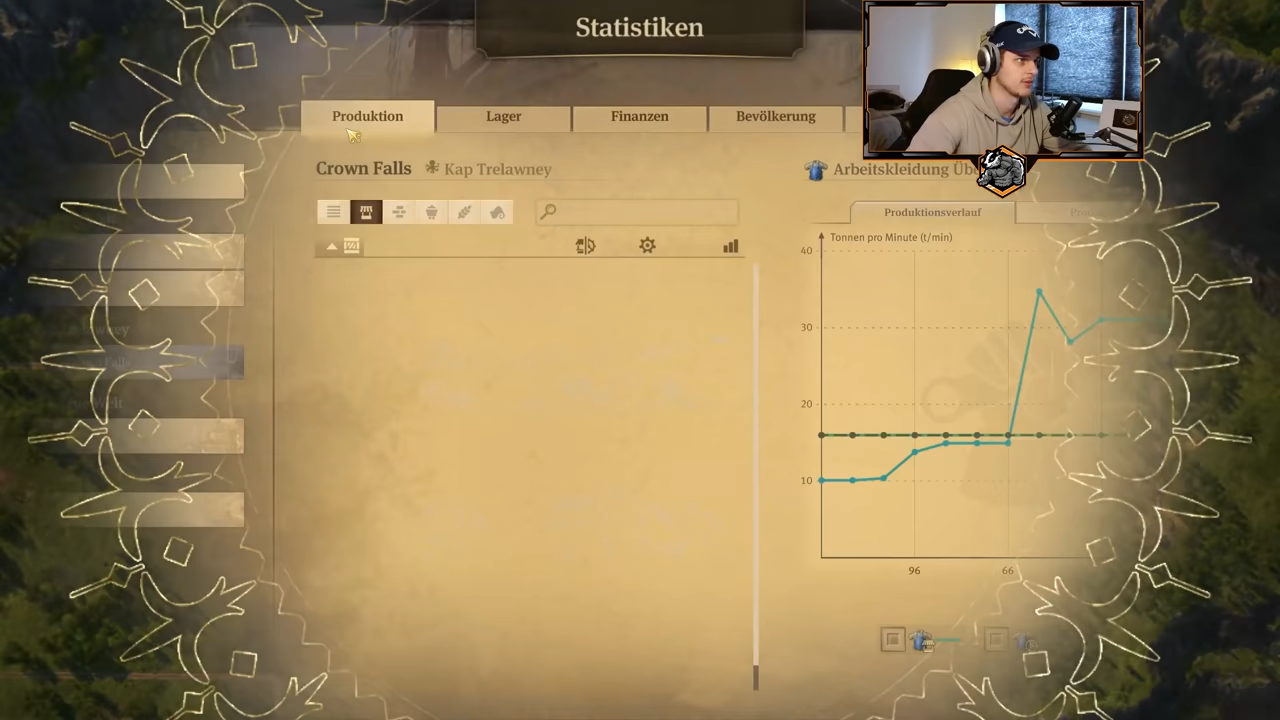 Statistiken
Produktion
Lager
Finanzen
Bevölkerung
Crown Falls
Kap Trelawney
Arbeitskleidung
Produktionsverlauf
Tonnen pro Minute (t/min)
40
30
20
10
96
66